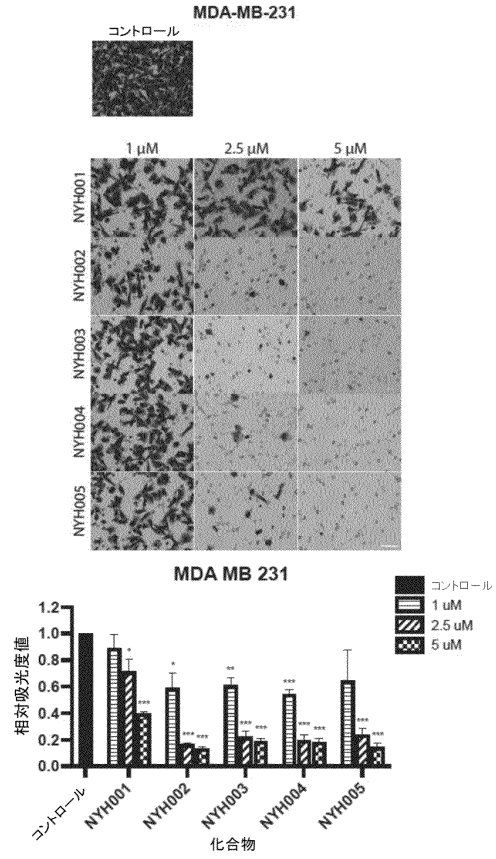 MDA-MB-231
コントロール
1 μM 2.5 μM 5 μM
NYH001
NYH002
NYH003
NYH004
NYH005
MDA MB 231
コントロール
1 uM
2.5 uM
5 uM
相対吸光度値
1.2
1.0
0.8
0.6
0.4
0.2
0.0
* ***
* *** ***
** *** ***
*** *** ***
*** ***
コントロール NYH001 NYH002 NYH003 NYH004 NYH005
化合物